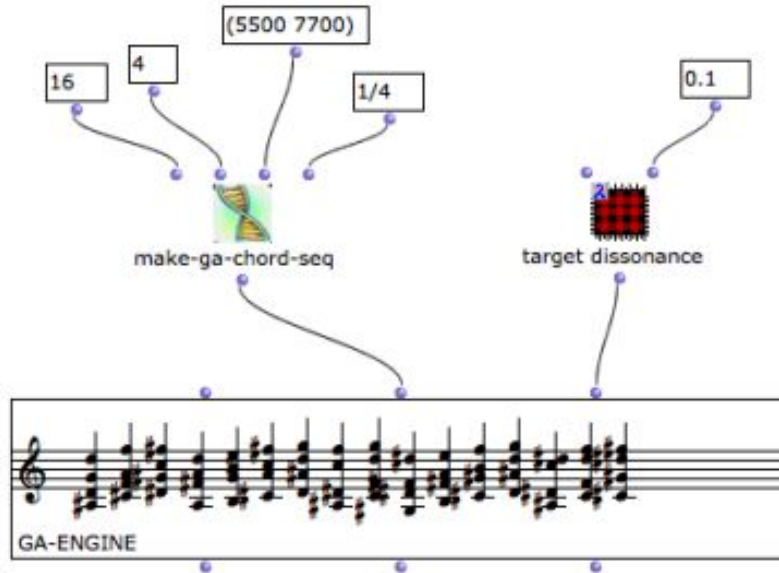 (5500 7700)
16
4
1/4
0.1
2
make-ga-chord-seq
target dissonance
GA-ENGINE